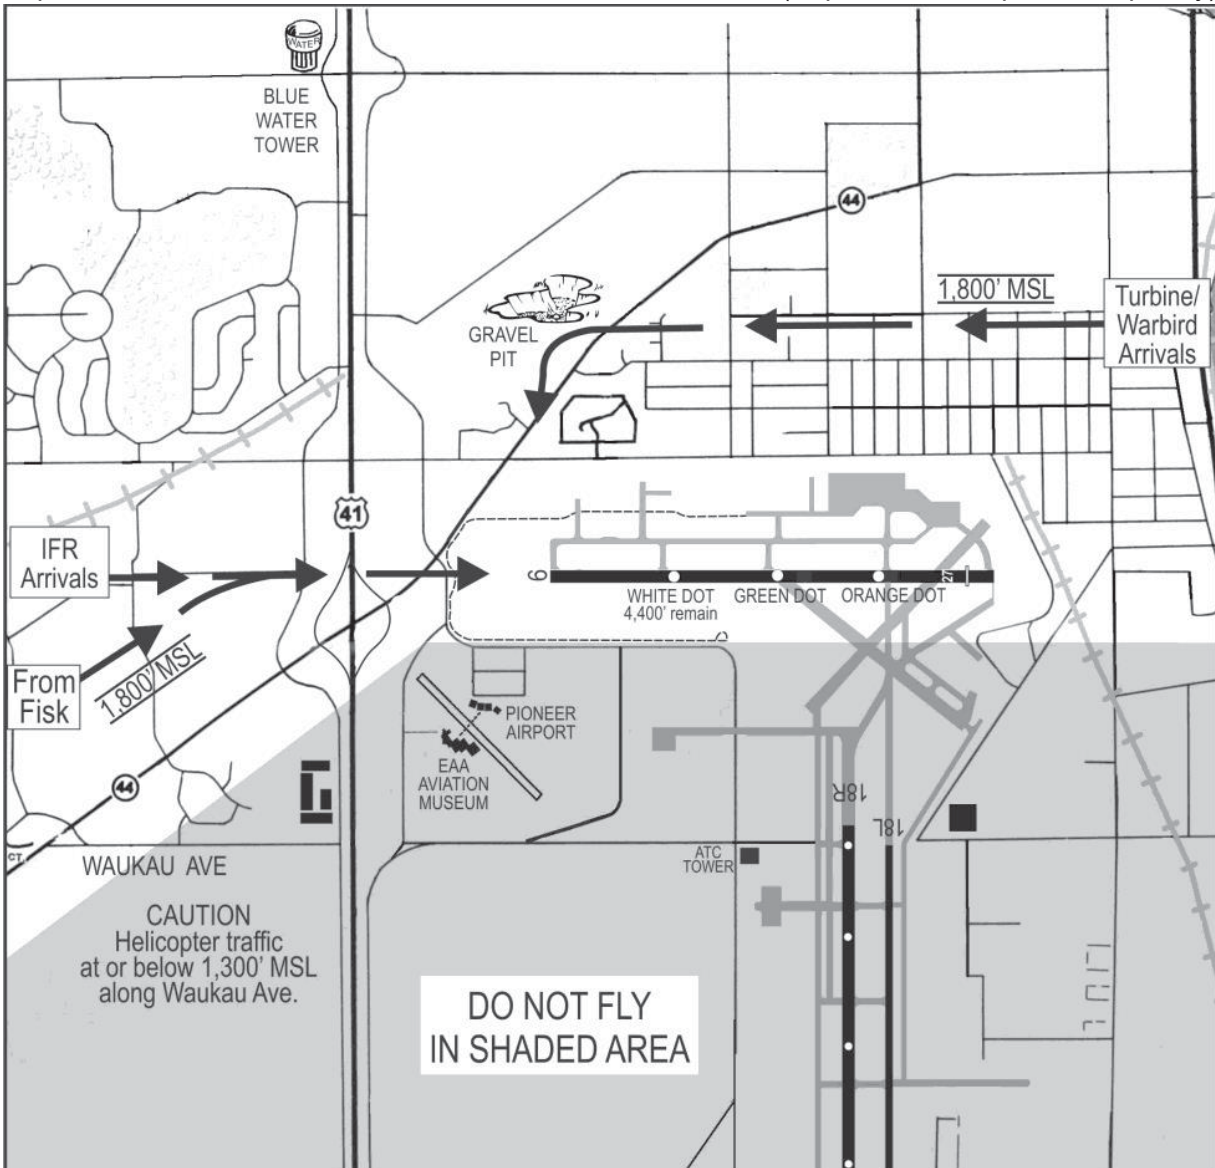 WATER
BLUE
WATER
TOWER
44
1,800' MSL
Turbine/
Warbird
Arrivals
GRAVEL
PIT
41
IFR
Arrivals
9
27
WHITE DOT
4,400' remain
GREEN DOT
ORANGE DOT
From
Fisk
1,800' MSL
PIONEER
AIRPORT
EAA
AVIATION
MUSEUM
44
18R
18L
CT.
WAUKAU AVE
ATC
TOWER
CAUTION
Helicopter traffic
at or below 1,300' MSL
along Waukau Ave.
DO NOT FLY
IN SHADED AREA